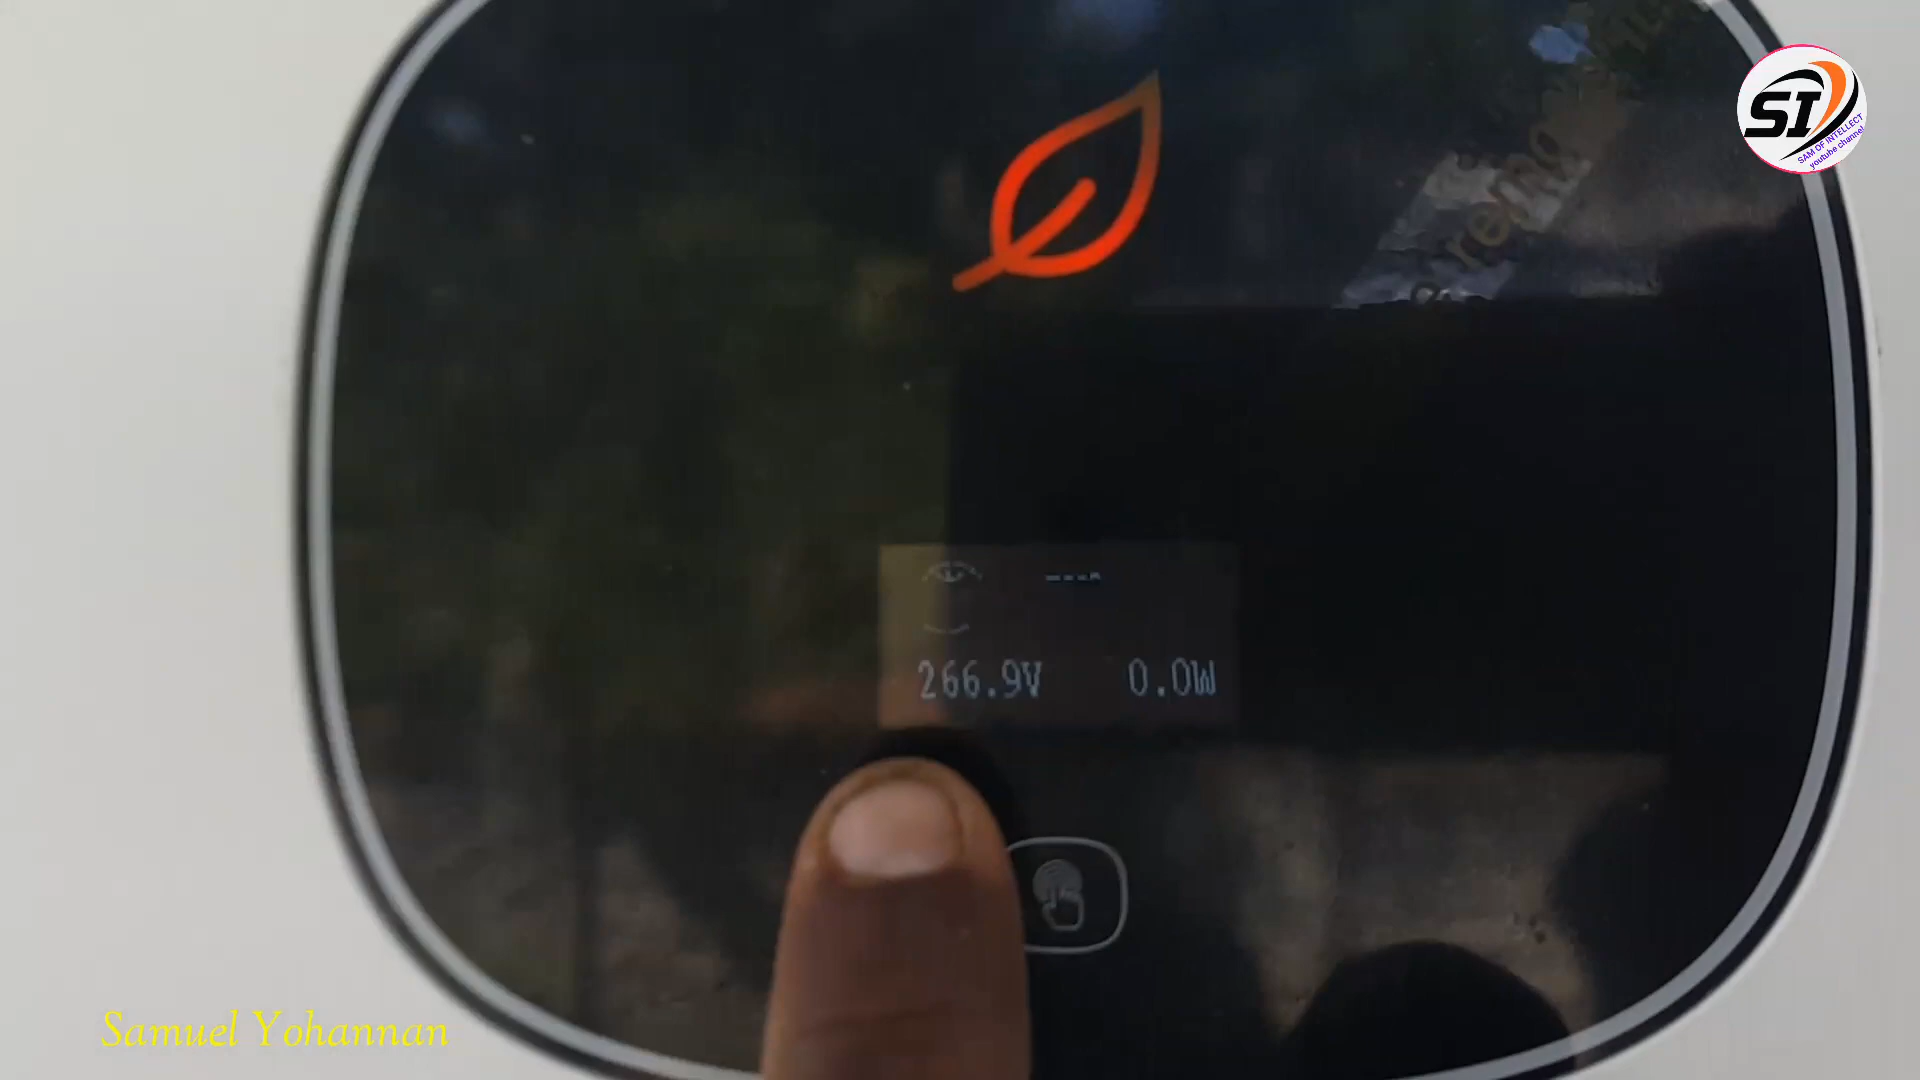 SI
SAM OF INTELLECT
youtube channel
266.9V 0.0W
Samuel Yohannan